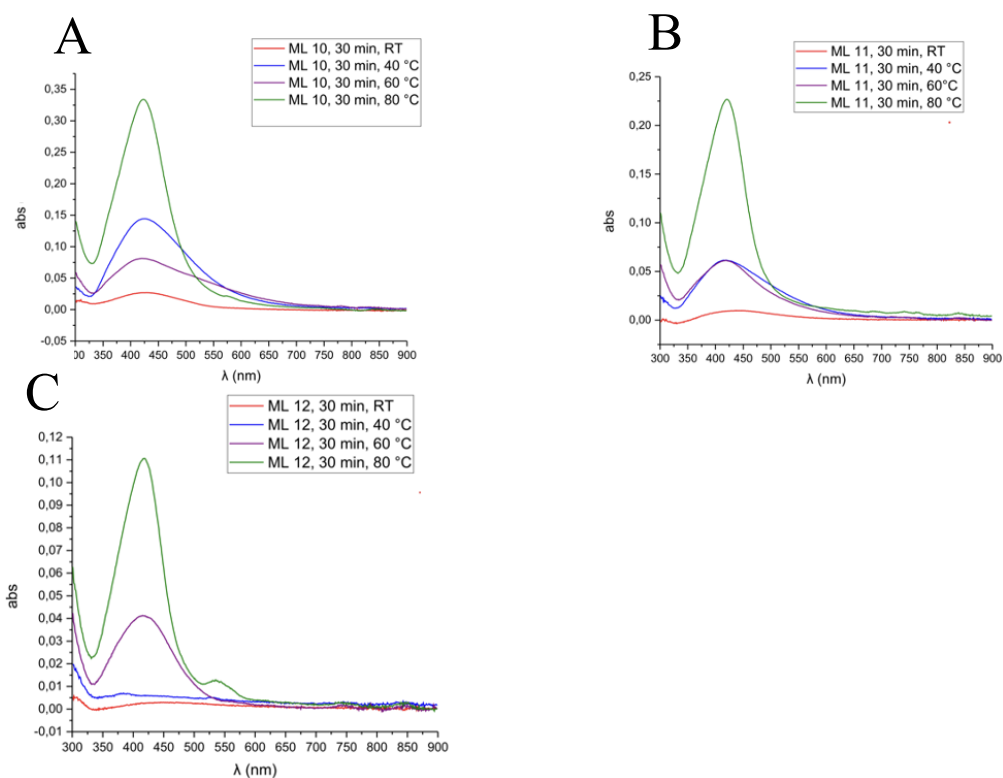 A
ML 10, 30 min, RT
ML 10, 30 min, 40 °C
ML 10, 30 min, 60 °C
ML 10, 30 min, 80 °C
0,35
0,30
0,25
0,20
0,15
0,10
0,05
0,00
-0,05
abs
300 350 400 450 500 550 600 650 700 750 800 850 900
λ (nm)
B
ML 11, 30 min, RT
ML 11, 30 min, 40 °C
ML 11, 30 min, 60°C
ML 11, 30 min, 80 °C
0,25
0,20
0,15
0,10
0,05
0,00
abs
300 350 400 450 500 550 600 650 700 750 800 850 900
λ (nm)
C
ML 12, 30 min, RT
ML 12, 30 min, 40 °C
ML 12, 30 min, 60 °C
ML 12, 30 min, 80 °C
0,12
0,11
0,10
0,09
0,08
0,07
0,06
0,05
0,04
0,03
0,02
0,01
0,00
-0,01
abs
300 350 400 450 500 550 600 650 700 750 800 850 900
λ (nm)